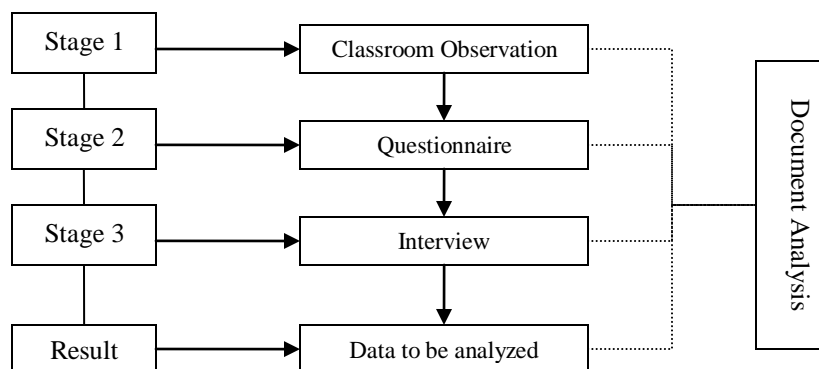 Stage 1
Classroom Observation
Stage 2
Questionnaire
Stage 3
Interview
Result
Data to be analyzed
Document Analysis